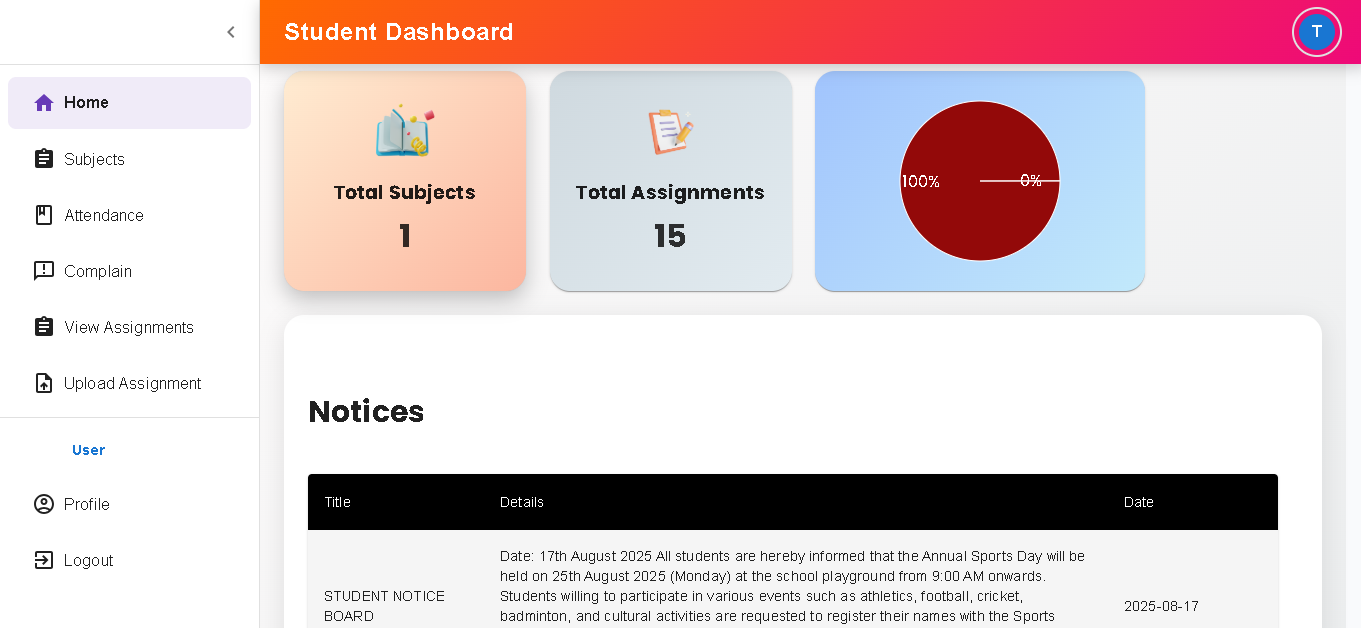 Student Dashboard
T
Home
Subjects
Attendance
Complain
View Assignments
Upload Assignment
User
Profile
Logout
Total Subjects
1
Total Assignments
15
100%
0%
Notices
Title Details Date
STUDENT NOTICE
BOARD
Date: 17th August 2025 All students are hereby informed that the Annual Sports Day will be
held on 25th August 2025 (Monday) at the school playground from 9:00 AM onwards.
Students willing to participate in various events such as athletics, football, cricket,
badminton, and cultural activities are requested to register their names with the Sports
2025-08-17